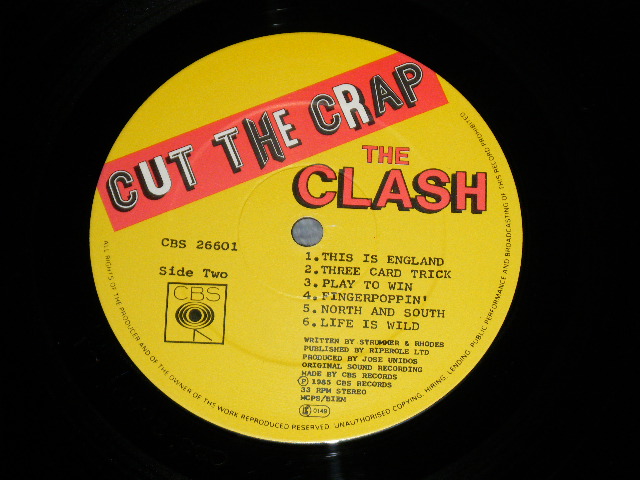 CUT THE CRAP
THE
CLASH
CBS 26601
Side Two
CBS
1. THIS IS ENGLAND
2. THREE CARD TRICK
3. PLAY TO WIN
4. FINGERPOPPIN'
5. NORTH AND SOUTH
6. LIFE IS WILD
WRITTEN BY STRUMMER & RHODES
PUBLISHED BY RIPEROLE LTD
PRODUCED BY JOSE UNIDOS
ORIGINAL SOUND RECORDING
MADE BY CBS RECORDS
Ⓟ 1985 CBS RECORDS
33 RPM STEREO
MCPS/BIEM
0149
ALL RIGHTS OF THE PRODUCER AND OF THE OWNER OF THE WORK REPRODUCED RESERVED. UNAUTHORISED COPYING, HIRING, LENDING, PUBLIC PERFORMANCE AND BROADCASTING OF THIS RECORD PROHIBITED